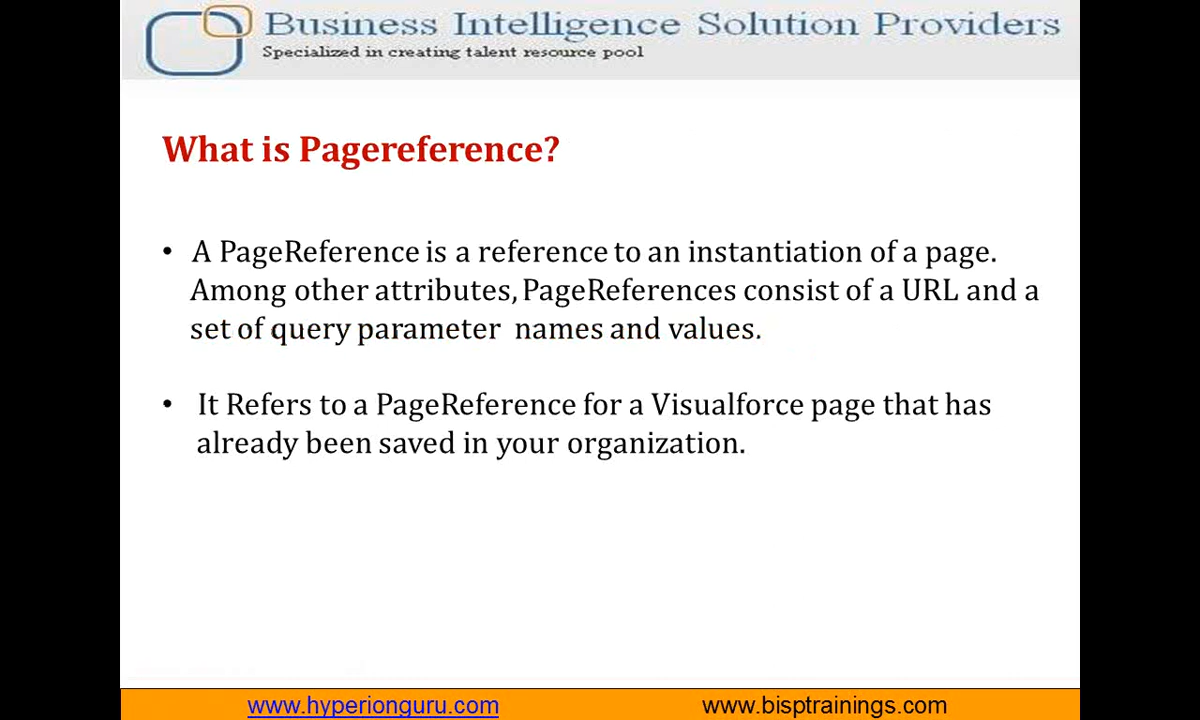 Business Intelligence Solution Providers
Specialized in creating talent resource pool
What is Pagereference?
• A PageReference is a reference to an instantiation of a page.
Among other attributes, PageReferences consist of a URL and a
set of query parameter names and values.
• It Refers to a PageReference for a Visualforce page that has
already been saved in your organization.
www.hyperionguru.com www.bisptrainings.com